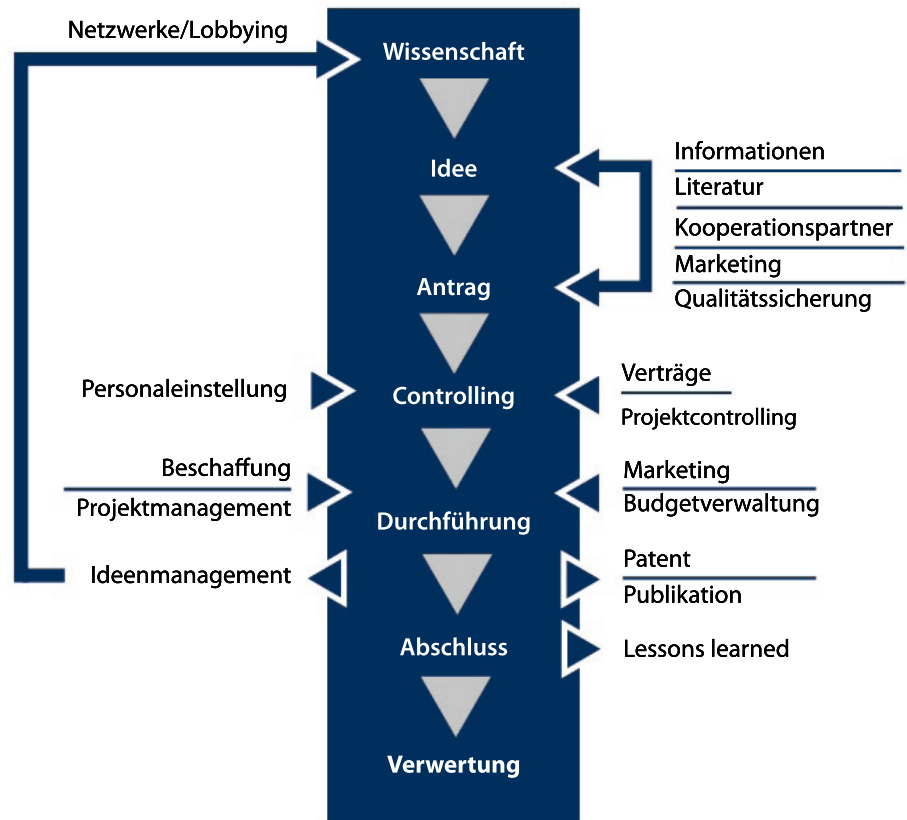 Netzwerke/Lobbying
Wissenschaft
Idee
Informationen
Literatur
Kooperationspartner
Marketing
Qualitätssicherung
Antrag
Personaleinstellung
Controlling
Verträge
Projektcontrolling
Beschaffung
Projektmanagement
Durchführung
Marketing
Budgetverwaltung
Ideenmanagement
Patent
Publikation
Abschluss
Lessons learned
Verwertung